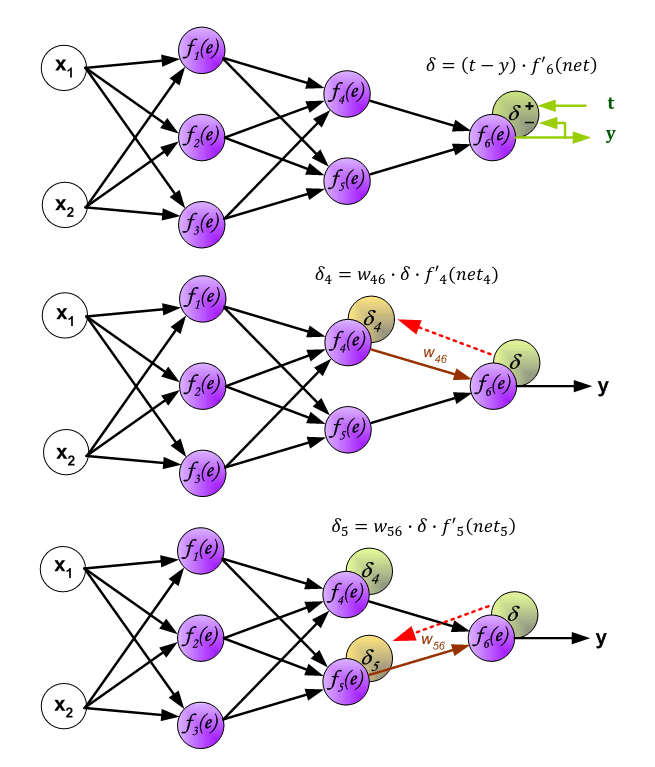 δ = (t − y) · f′₆(net)
x₁
f₁(e)
f₄(e)
δ + −
t
f₂(e)
f₆(e)
y
x₂
f₅(e)
f₃(e)
δ₄ = w₄₆ · δ · f′₄(net₄)
x₁
f₁(e)
δ₄
f₄(e)
w₄₆
δ
f₂(e)
f₆(e)
y
x₂
f₅(e)
f₃(e)
δ₅ = w₅₆ · δ · f′₅(net₅)
x₁
f₁(e)
δ₄
f₄(e)
δ
f₂(e)
w₅₆
f₆(e)
y
δ₅
x₂
f₅(e)
f₃(e)